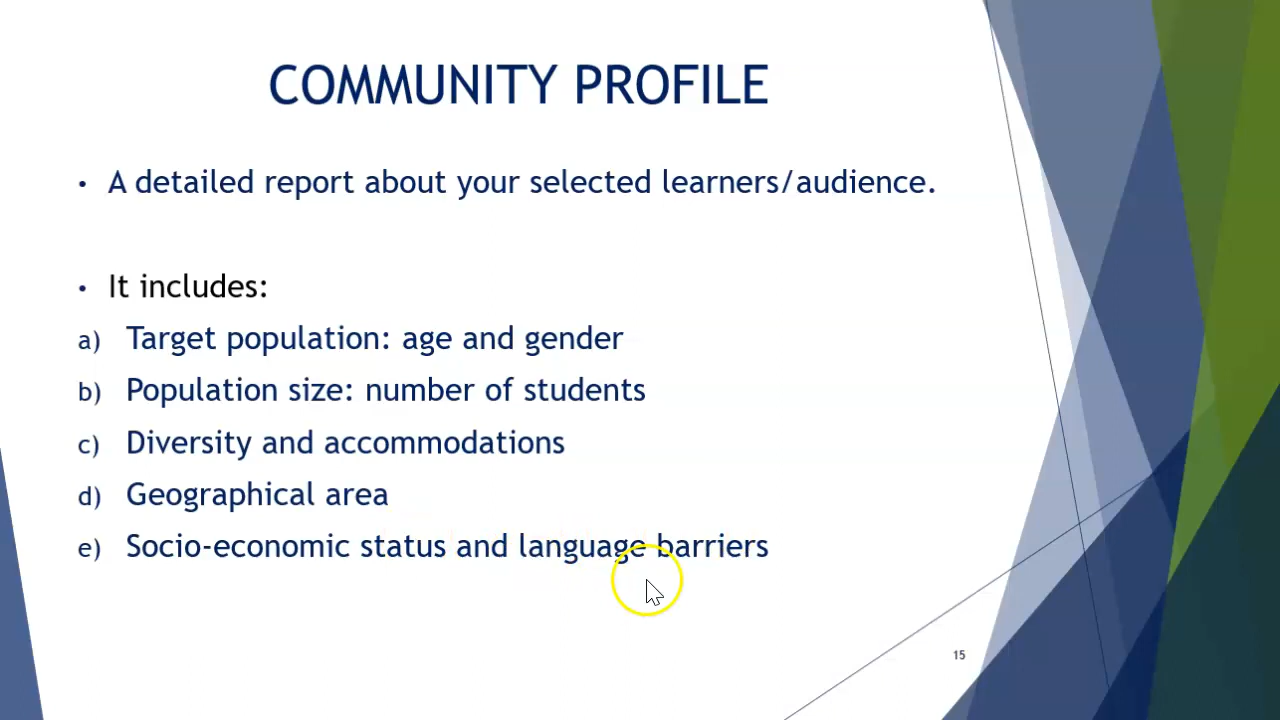 COMMUNITY PROFILE
• A detailed report about your selected learners/audience.
• It includes:
a) Target population: age and gender
b) Population size: number of students
c) Diversity and accommodations
d) Geographical area
e) Socio-economic status and language barriers
15